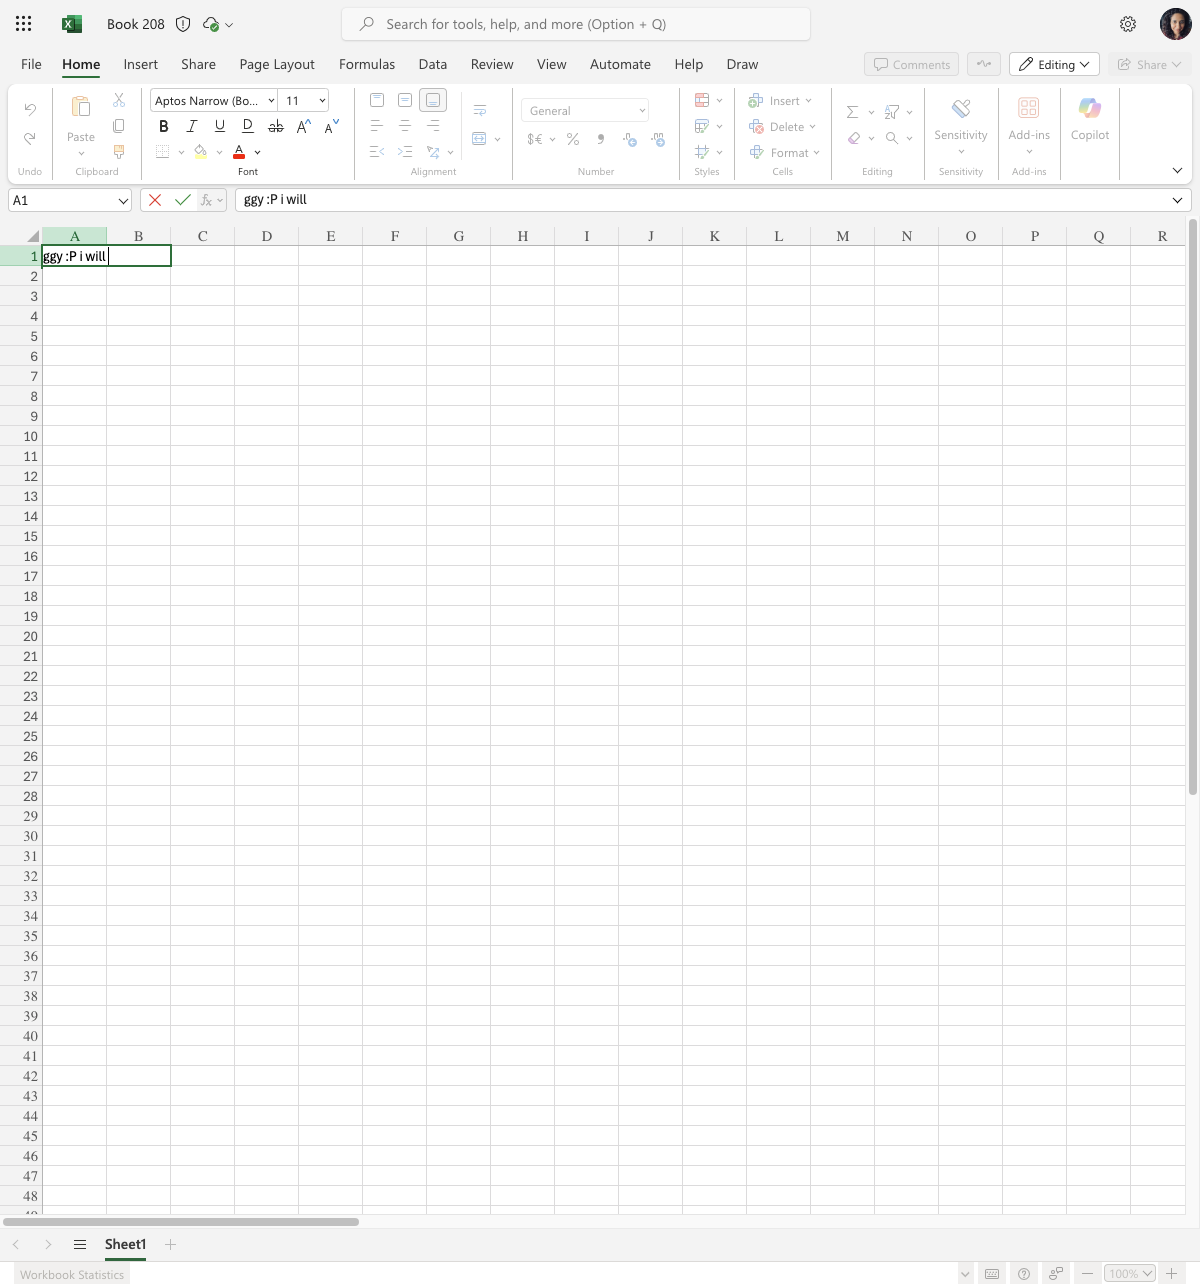 Book 208
Search for tools, help, and more (Option + Q)
File Home Insert Share Page Layout Formulas Data Review View Automate Help Draw
Comments
Editing
Share
Aptos Narrow (Bo... 11
General
Insert
Paste
B I U D ab A A
$€ % 9
Delete
Sensitivity Add-ins Copilot
A
Format
Undo Clipboard Font Alignment Number Styles Cells Editing Sensitivity Add-ins
A1
fx
ggy :P i will
A B C D E F G H I J K L M N O P Q R
1 ggy :P i will
2
3
4
5
6
7
8
9
10
11
12
13
14
15
16
17
18
19
20
21
22
23
24
25
26
27
28
29
30
31
32
33
34
35
36
37
38
39
40
41
42
43
44
45
46
47
48
Sheet1
Workbook Statistics
100%